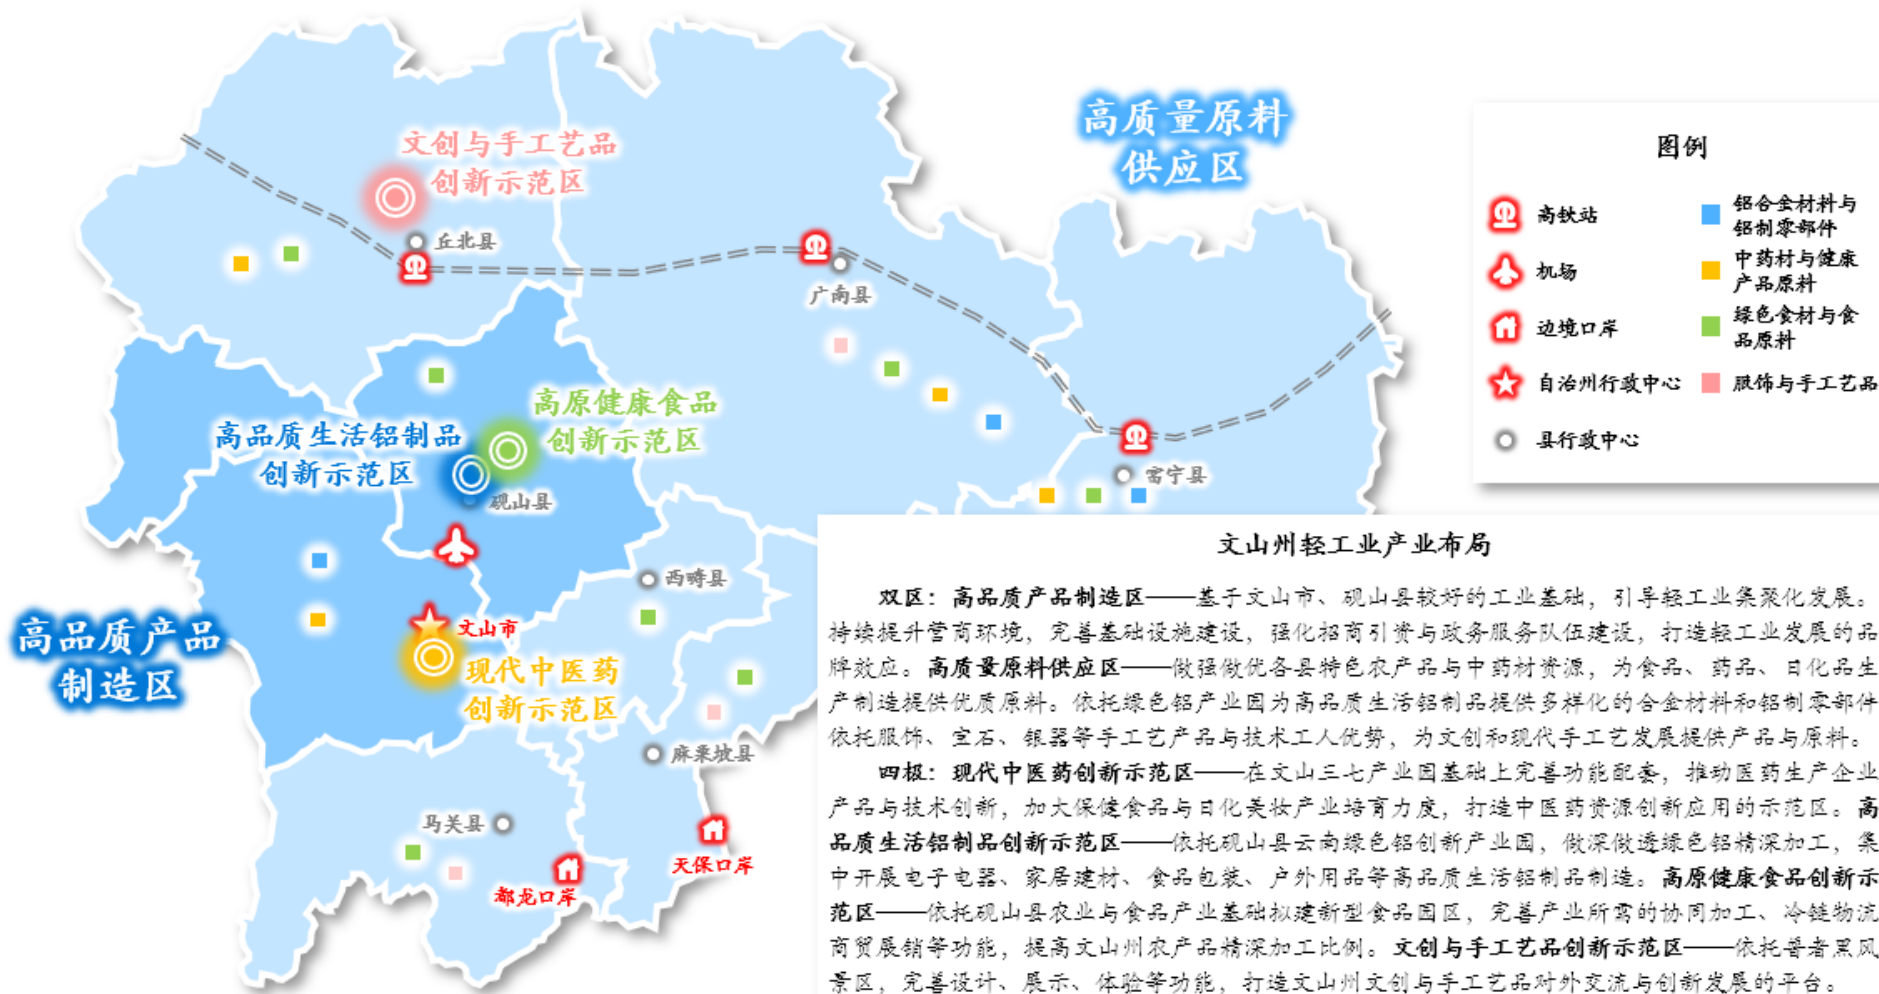 文创与手工艺品
创新示范区
丘北县
高质量原料
供应区
广南县
富宁县
高原健康食品
创新示范区
高品质生活铝制品
创新示范区
砚山县
西畴县
文山市
现代中医药
创新示范区
高品质产品
制造区
麻栗坡县
马关县
天保口岸
都龙口岸
图例
高铁站
机场
边境口岸
自治州行政中心
县行政中心
铝合金材料与
铝制零部件
中药材与健康
产品原料
绿色食材与食
品原料
服饰与手工艺品
文山州轻工业产业布局
双区：高品质产品制造区——基于文山市、砚山县较好的工业基础，引导轻工业集聚化发展。
持续提升营商环境，完善基础设施建设，强化招商引资与政务服务队伍建设，打造轻工业发展的品
牌效应。高质量原料供应区——做强做优各县特色农产品与中药材资源，为食品、药品、日化品生
产制造提供优质原料。依托绿色铝产业园为高品质生活铝制品提供多样化的合金材料和铝制零部件
依托服饰、宝石、银器等手工艺产品与技术工人优势，为文创和现代手工艺发展提供产品与原料。
四极：现代中医药创新示范区——在文山三七产业园基础上完善功能配套，推动医药生产企业
产品与技术创新，加大保健食品与日化美妆产业培育力度，打造中医药资源创新应用的示范区。高
品质生活铝制品创新示范区——依托砚山县云南绿色铝创新产业园，做深做透绿色铝精深加工，集
中开展电子电器、家居建材、食品包装、户外用品等高品质生活铝制品制造。高原健康食品创新示
范区——依托砚山县农业与食品产业基础拟建新型食品园区，完善产业所需的协同加工、冷链物流
商贸展销等功能，提高文山州农产品精深加工比例。文创与手工艺品创新示范区——依托普者黑风
景区，完善设计、展示、体验等功能，打造文山州文创与手工艺品对外交流与创新发展的平台。